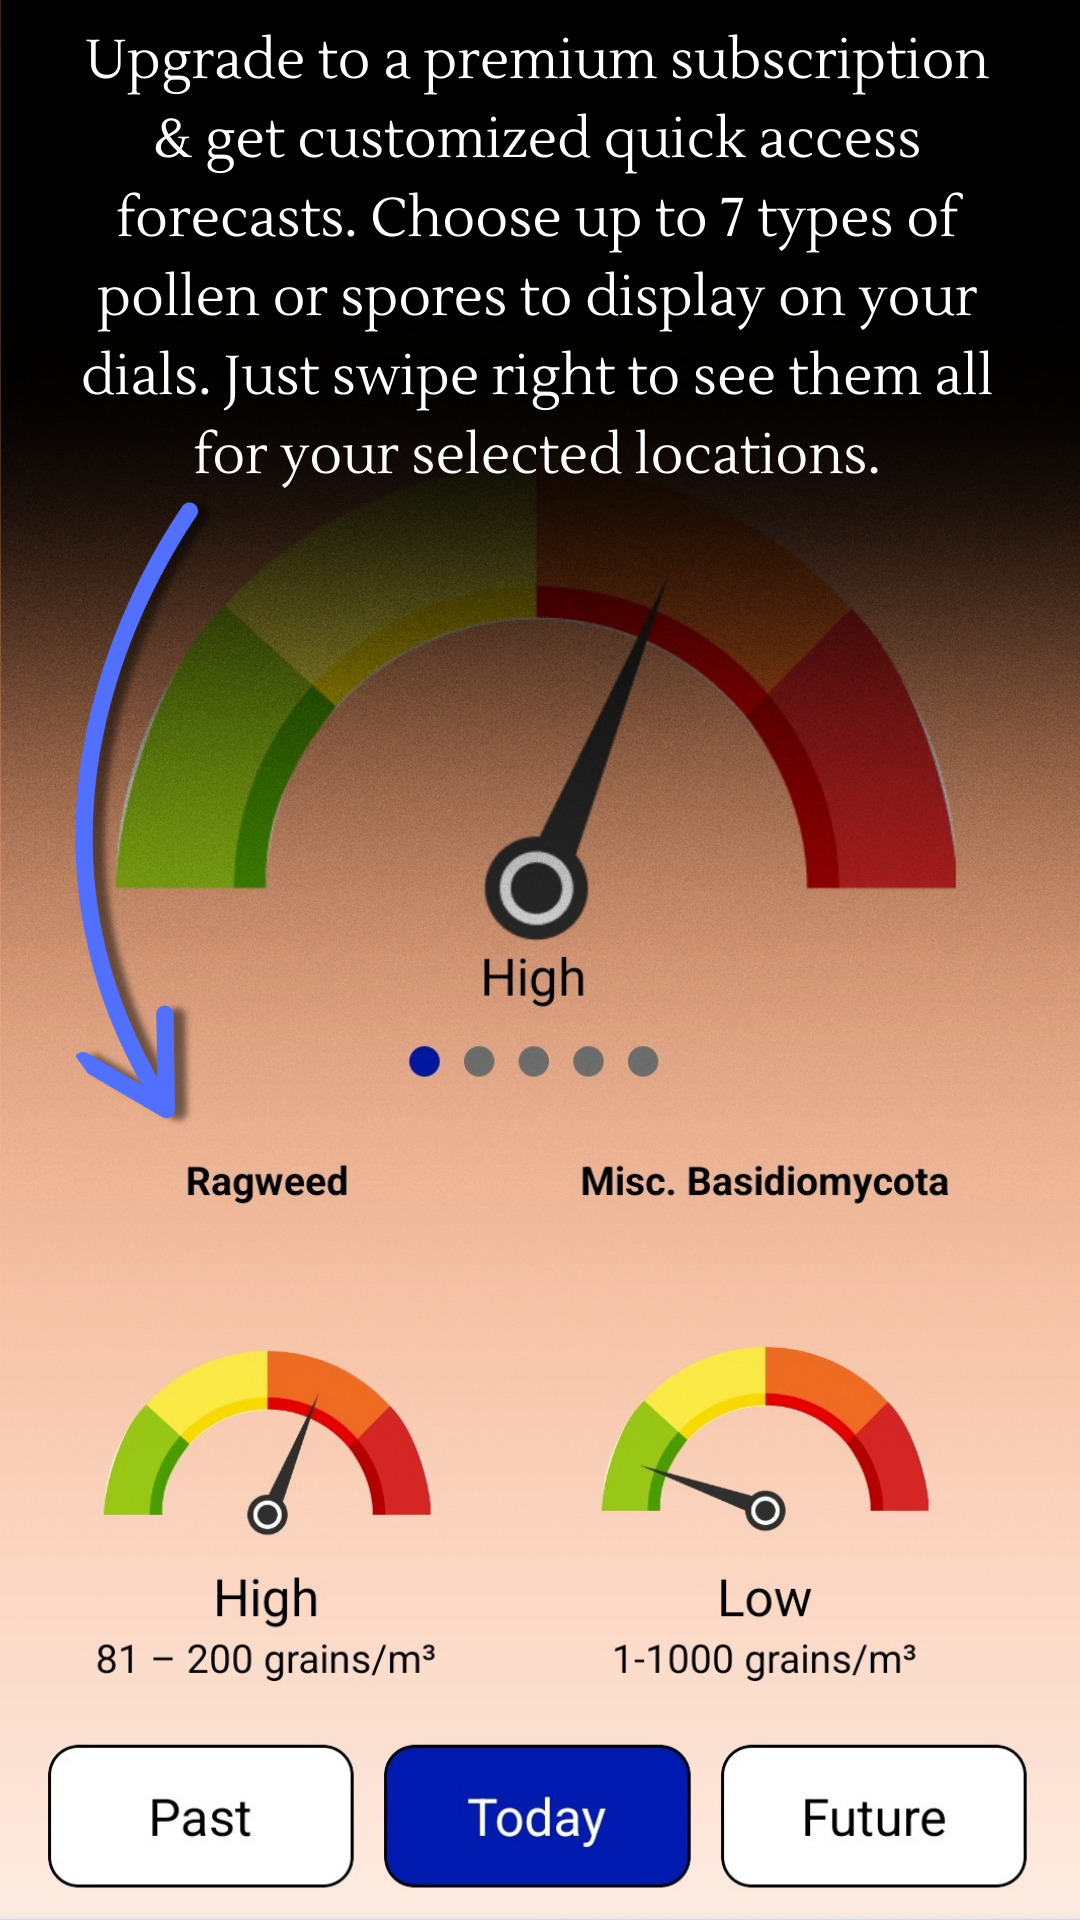 Upgrade to a premium subscription
& get customized quick access
forecasts. Choose up to 7 types of
pollen or spores to display on your
dials. Just swipe right to see them all
for your selected locations.
High
Ragweed
Misc. Basidiomycota
High
81 – 200 grains/m³
Low
1-1000 grains/m³
Past
Today
Future